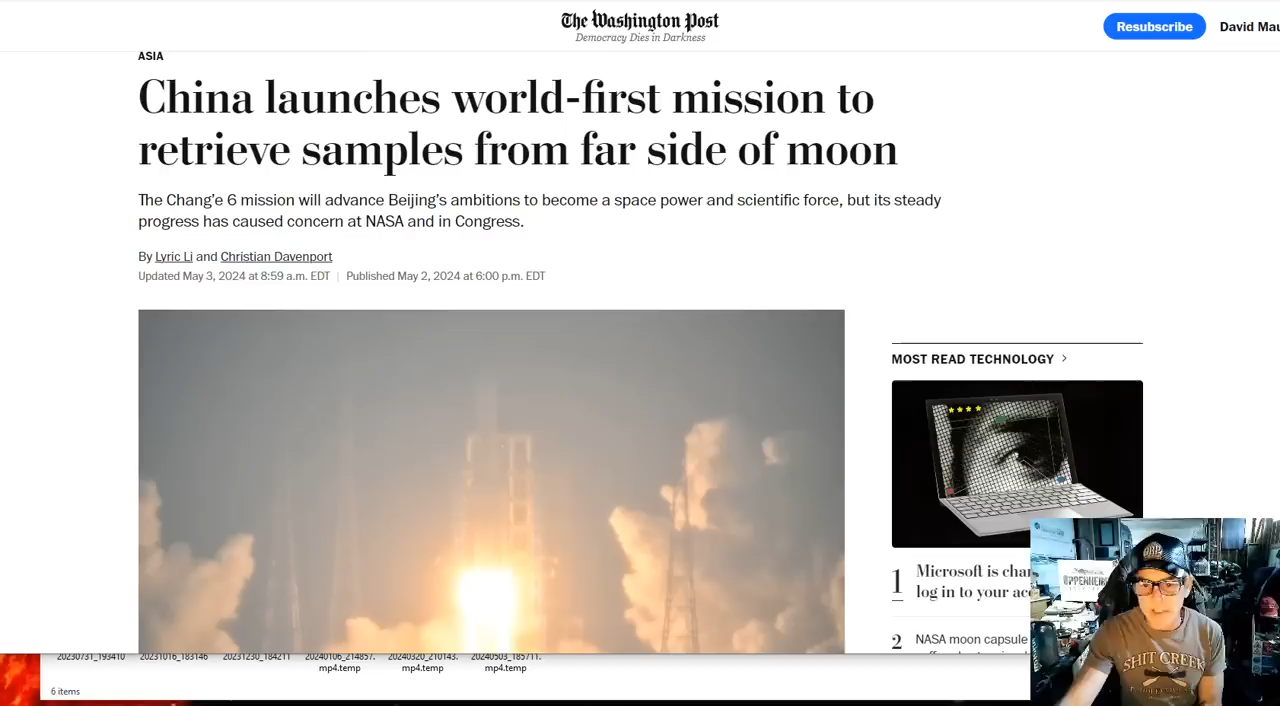 The Washington Post
Democracy Dies in Darkness
Resubscribe
David Mau
ASIA
China launches world-first mission to
retrieve samples from far side of moon
The Chang'e 6 mission will advance Beijing's ambitions to become a space power and scientific force, but its steady
progress has caused concern at NASA and in Congress.
By Lyric Li and Christian Davenport
Updated May 3, 2024 at 8:59 a.m. EDT | Published May 2, 2024 at 6:00 p.m. EDT
MOST READ TECHNOLOGY >
1 Microsoft is chan
log in to your acc
2 NASA moon capsule
OPPENHEIM
SHIT CREEK
20230731_193410 20231016_183146 20231230_184211 20240106_214857. 20240320_210143. 20240503_185711.
mp4.temp mp4.temp mp4.temp
6 items